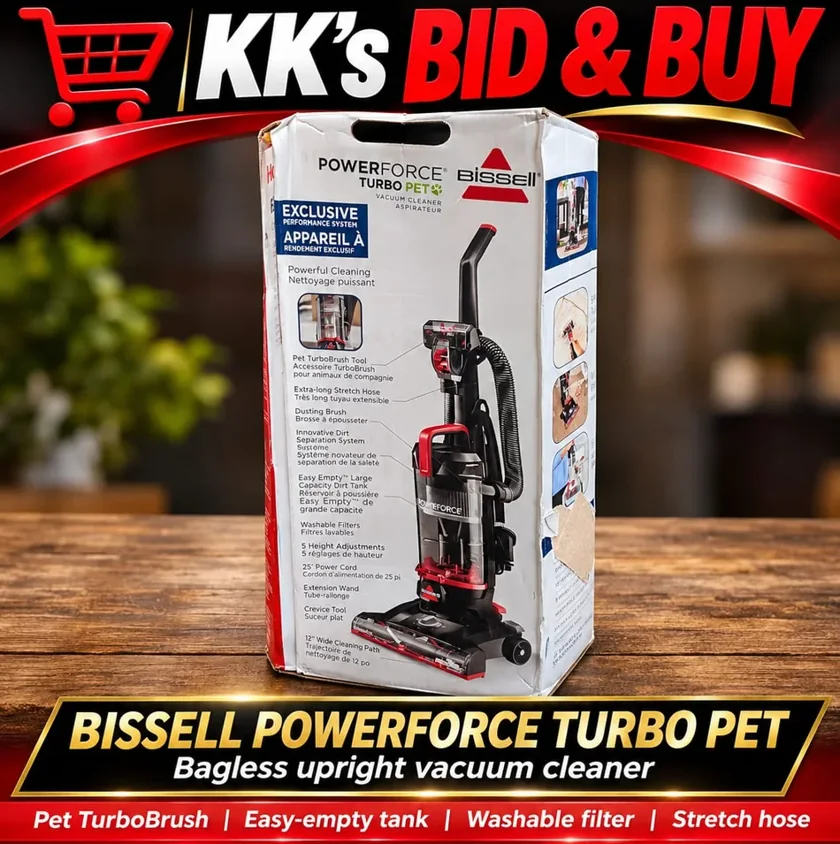 KK's BID & BUY
POWERFORCE®
TURBO PET
VACUUM CLEANER
ASPIRATEUR
BISSELL®
EXCLUSIVE
PERFORMANCE SYSTEM
APPAREIL À
RENDEMENT EXCLUSIF
Powerful Cleaning
Nettoyage puissant
Pet TurboBrush Tool
Accessoire TurboBrush
pour animaux de compagnie
Extra-long Stretch Hose
Très long tuyau extensible
Dusting Brush
Brosse à épousseter
Innovative Dirt
Separation System
Système
Système novateur de
séparation de la saleté
Easy Empty™ Large
Capacity Dirt Tank
Réservoir à poussière
Easy Empty™ de
grande capacité
POWERFORCE
Washable Filters
Filtres lavables
5 Height Adjustments
5 réglages de hauteur
25' Power Cord
Cordon d'alimentation de 25 pi
Extension Wand
Tube-rallonge
Crevice Tool
Suceur plat
12" Wide Cleaning Path
Trajectoire de
nettoyage de 12 po
BISSELL POWERFORCE TURBO PET
Bagless upright vacuum cleaner
Pet TurboBrush | Easy-empty tank | Washable filter | Stretch hose